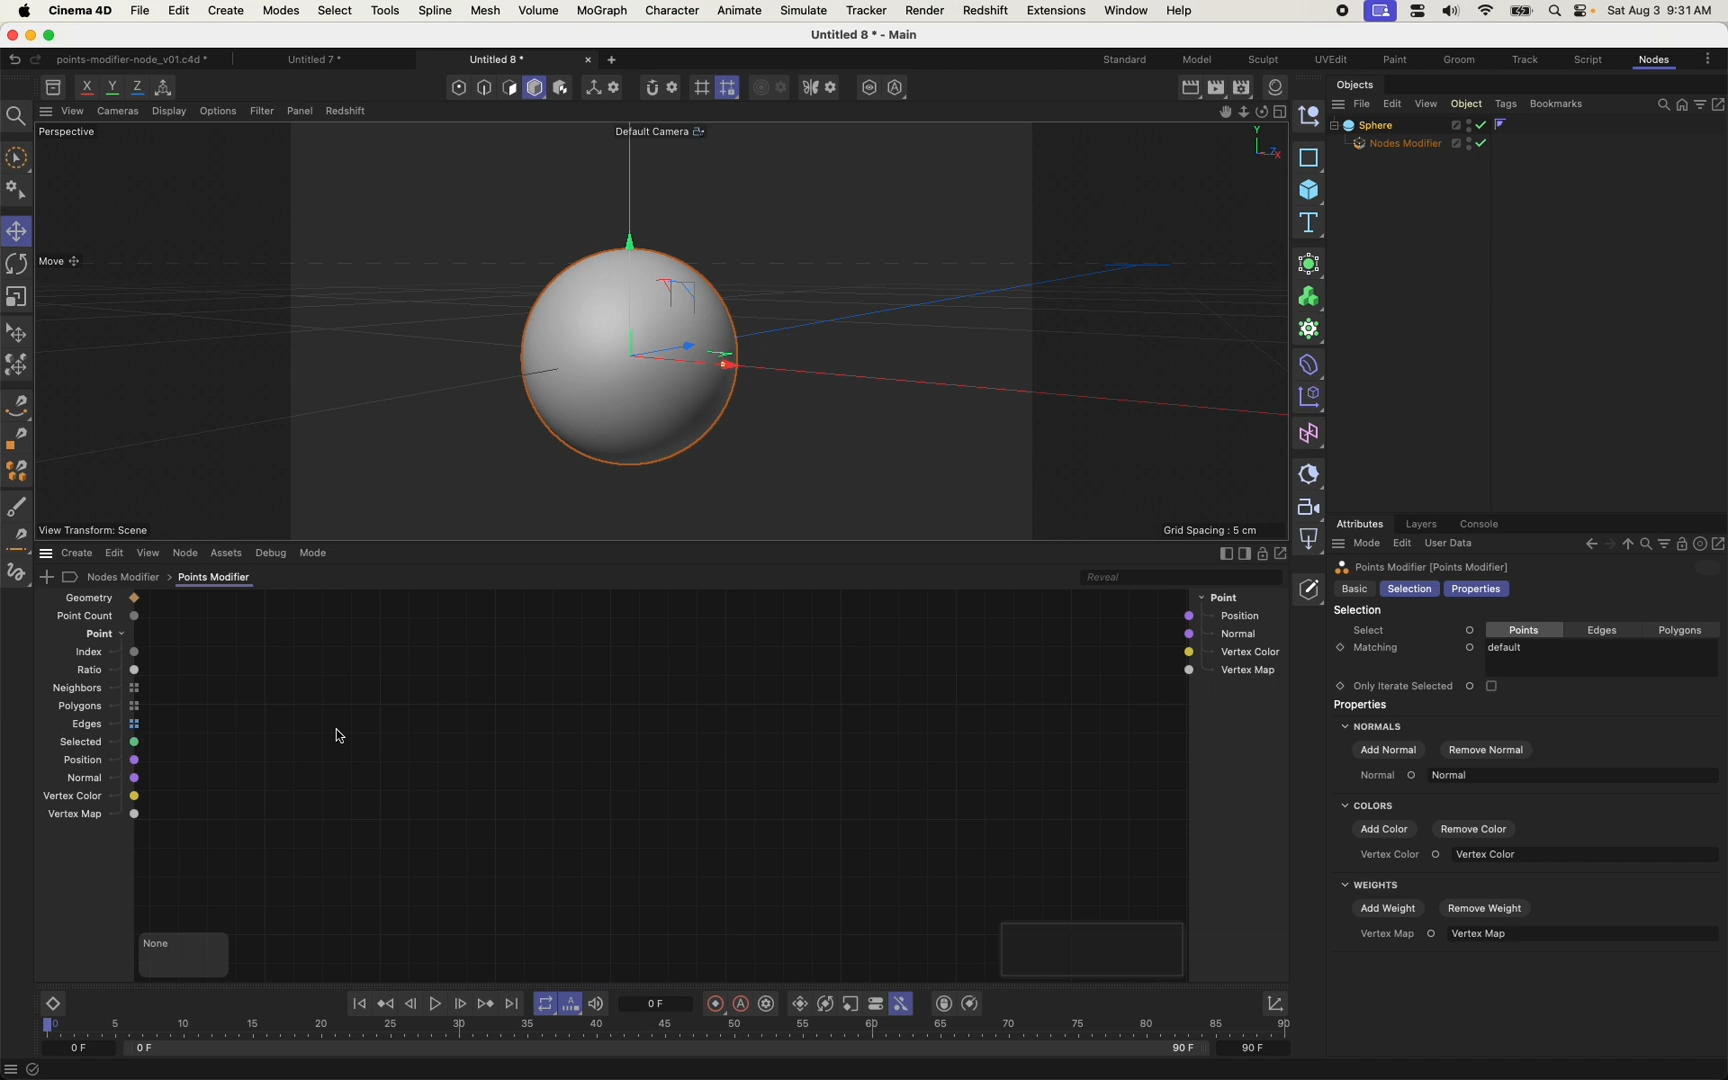 Cinema 4D File Edit Create Modes Select Tools Spline Mesh Volume MoGraph Character Animate Simulate Tracker Render Redshift Extensions Window Help Sat Aug 3 9:31 AM
Untitled 8 * - Main
points-modifier-node_v01.c4d * Untitled 7 * Untitled 8 * Standard Model Sculpt UVEdit Paint Groom Track Script Nodes
X Y Z Objects
View Cameras Display Options Filter Panel Redshift File Edit View Object Tags Bookmarks
Perspective Default Camera Y Sphere
Z X Nodes Modifier
Move
View Transform: Scene Grid Spacing : 5 cm Attributes Layers Console
Create Edit View Node Assets Debug Mode Mode Edit User Data
Nodes Modifier > Points Modifier Reveal Points Modifier [Points Modifier]
Basic Selection Properties
Geometry Point Selection
Point Count Position
Point Normal Select Points Edges Polygons
Index Vertex Color Matching default
Ratio Vertex Map
Neighbors Only Iterate Selected
Polygons Properties
Edges NORMALS
Selected Add Normal Remove Normal
Position
Normal Normal Normal
Vertex Color COLORS
Vertex Map Add Color Remove Color
Vertex Color Vertex Color
WEIGHTS
Add Weight Remove Weight
None Vertex Map Vertex Map
0 F
0 5 10 15 20 25 30 35 40 45 50 55 60 65 70 75 80 85 90
0 F 0 F 90 F 90 F